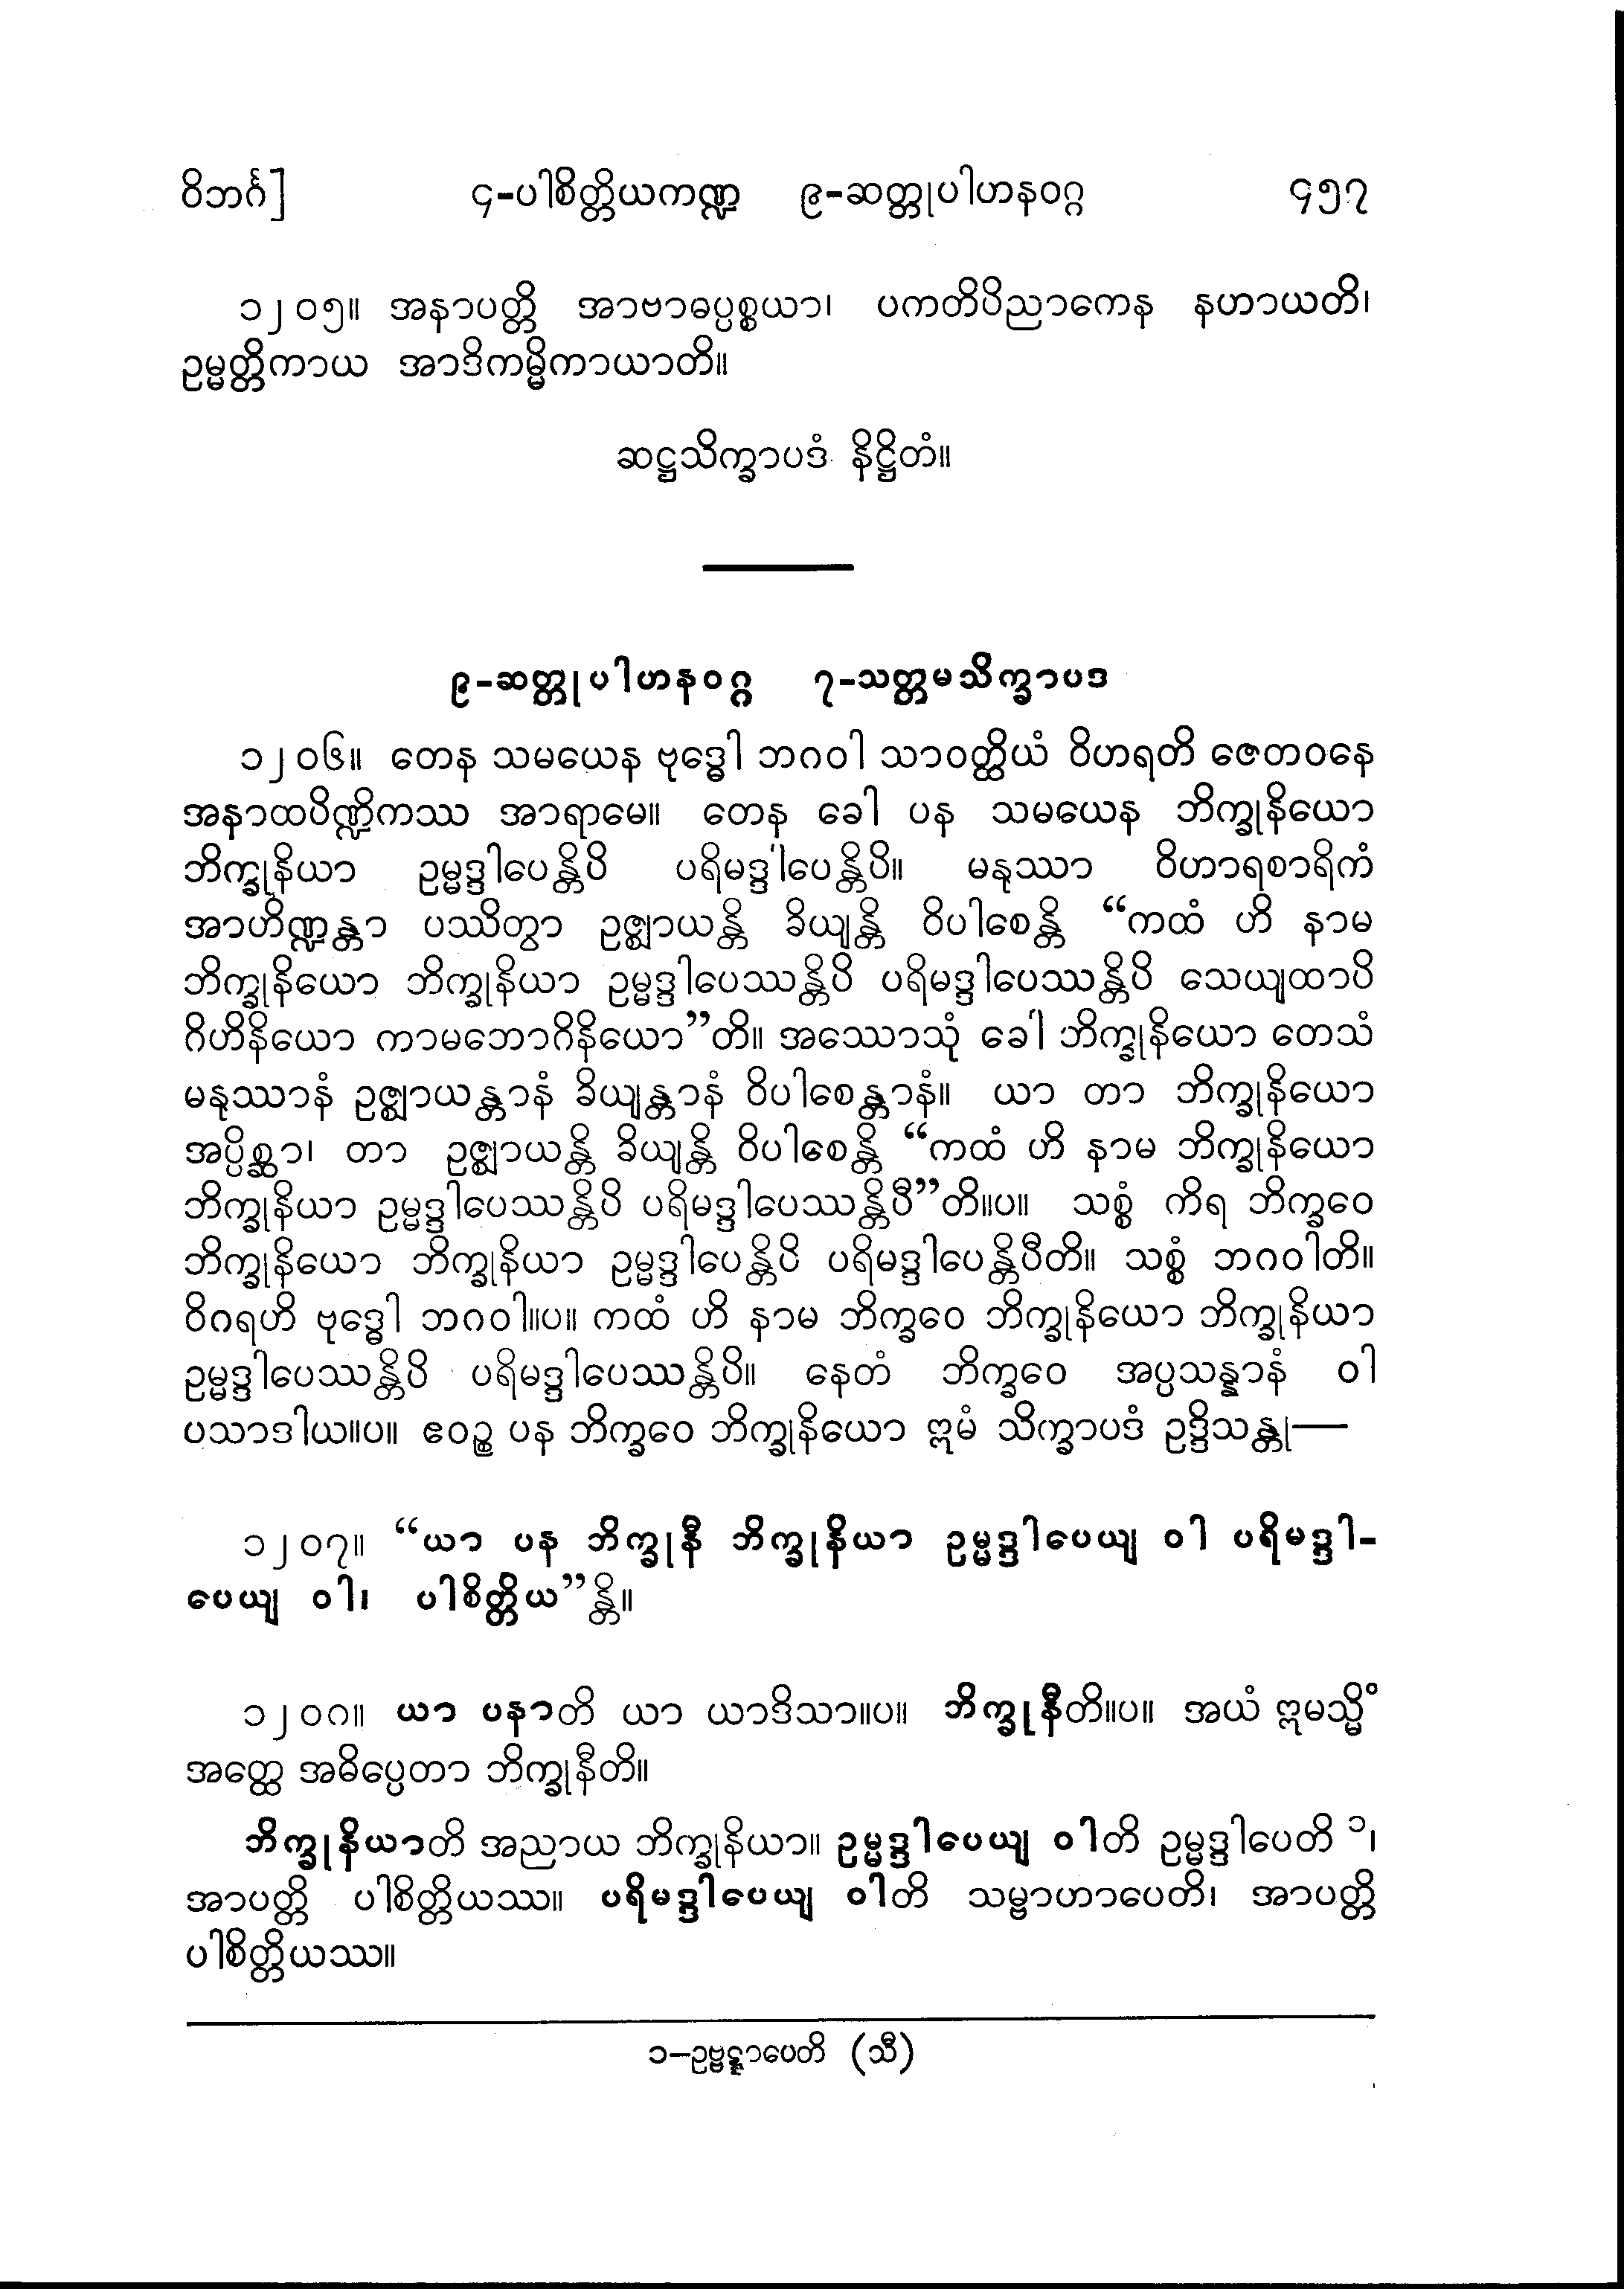 ဝိဘင်္ဂ] ၄-ပါစိတ္တိယကဏ္ဍ ၉-ဆတ္တုပါဟနဝဂ္ဂ ၄၅၇
၁၂၀၅။ အနာပတ္တိ အာဗာဓပ္ပစ္စယာ၊ ပကတိပိညာကေန နဟာယတိ၊
ဥမ္မတ္တိကာယ အာဒိကမ္မိကာယာတိ။
ဆဋ္ဌသိက္ခာပဒံ နိဋ္ဌိတံ။
၉-ဆတ္တုပါဟနဝဂ္ဂ ၇-သတ္တမသိက္ခာပဒ
၁၂၀၆။ တေန သမယေန ဗုဒ္ဓေါ ဘဂဝါ သာဝတ္ထိယံ ဝိဟရတိ ဇေတဝနေ
အနာထပိဏ္ဍိကဿ အာရာမေ။ တေန ခေါ ပန သမယေန ဘိက္ခုနိယော
ဘိက္ခုနိယာ ဥမ္မဒ္ဒါပေန္တိပိ ပရိမဒ္ဒါပေန္တိပိ။ မနုဿာ ဝိဟာရစာရိကံ
အာဟိဏ္ဍန္တာ ပဿိတွာ ဥဇ္ဈာယန္တိ ခိယျန္တိ ဝိပါစေန္တိ “ကထံ ဟိ နာမ
ဘိက္ခုနိယော ဘိက္ခုနိယာ ဥမ္မဒ္ဒါပေဿန္တိပိ ပရိမဒ္ဒါပေဿန္တိပိ သေယျထာပိ
ဂိဟိနိယော ကာမဘောဂိနိယော”တိ။ အဿောသုံ ခေါ ဘိက္ခုနိယော တေသံ
မနုဿာနံ ဥဇ္ဈာယန္တာနံ ခိယျန္တာနံ ဝိပါစေန္တာနံ။ ယာ တာ ဘိက္ခုနိယော
အပ္ပိစ္ဆာ၊ တာ ဥဇ္ဈာယန္တိ ခိယျန္တိ ဝိပါစေန္တိ “ကထံ ဟိ နာမ ဘိက္ခုနိယော
ဘိက္ခုနိယာ ဥမ္မဒ္ဒါပေဿန္တိပိ ပရိမဒ္ဒါပေဿန္တိပီ”တိ။ပ။ သစ္စံ ကိရ ဘိက္ခဝေ
ဘိက္ခုနိယော ဘိက္ခုနိယာ ဥမ္မဒ္ဒါပေန္တိပိ ပရိမဒ္ဒါပေန္တိပီတိ။ သစ္စံ ဘဂဝါတိ။
ဝိဂရဟိ ဗုဒ္ဓေါ ဘဂဝါ။ပ။ ကထံ ဟိ နာမ ဘိက္ခဝေ ဘိက္ခုနိယော ဘိက္ခုနိယာ
ဥမ္မဒ္ဒါပေဿန္တိပိ ပရိမဒ္ဒါပေဿန္တိပိ။ နေတံ ဘိက္ခဝေ အပ္ပသန္နာနံ ဝါ
ပသာဒါယ။ပ။ ဧဝဉ္စ ပန ဘိက္ခဝေ ဘိက္ခုနိယော ဣမံ သိက္ခာပဒံ ဥဒ္ဒိသန္တု—
၁၂၀၇။ “ယာ ပန ဘိက္ခုနီ ဘိက္ခုနိယာ ဥမ္မဒ္ဒါပေယျ ဝါ ပရိမဒ္ဒါ-
ပေယျ ဝါ၊ ပါစိတ္တိယ”န္တိ။
၁၂၀၈။ ယာ ပနာတိ ယာ ယာဒိသာ။ပ။ ဘိက္ခုနီတိ။ပ။ အယံ ဣမသ္မိံ
အတ္ထေ အဓိပ္ပေတာ ဘိက္ခုနီတိ။
ဘိက္ခုနိယာတိ အညာယ ဘိက္ခုနိယာ။ ဥမ္မဒ္ဒါပေယျ ဝါတိ ဥမ္မဒ္ဒါပေတိ ၁၊
အာပတ္တိ ပါစိတ္တိယဿ။ ပရိမဒ္ဒါပေယျ ဝါတိ သမ္ဗာဟာပေတိ၊ အာပတ္တိ
ပါစိတ္တိယဿ။
၁—ဥဗ္ဗဋ္ဋာပေတိ (သီ)